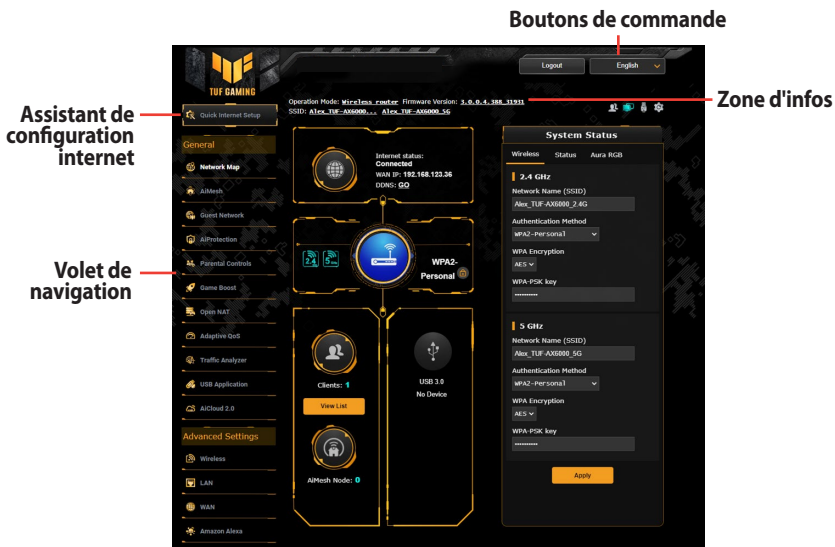 Boutons de commande
Zone d'infos
Assistant de
configuration
internet
Volet de
navigation
TUF GAMING
Logout
English
Operation Mode: Wireless router Firmware Version: 3.0.0.4.388_31931
SSID: Alex_TUF-AX6000... Alex_TUF-AX6000_5G
Quick Internet Setup
General
Network Map
AiMesh
Guest Network
AiProtection
Parental Controls
Game Boost
Open NAT
Adaptive QoS
Traffic Analyzer
USB Application
AiCloud 2.0
Advanced Settings
Wireless
LAN
WAN
Amazon Alexa
Internet status:
Connected
WAN IP: 192.168.123.36
DDNS: GO
2.4
5
WPA2-
Personal
Clients: 1
View List
AiMesh Node: 0
USB 3.0
No Device
System Status
Wireless Status Aura RGB
2.4 GHz
Network Name (SSID)
Alex_TUF-AX6000_2.4G
Authentication Method
WPA2-Personal
WPA Encryption
AES
WPA-PSK key
••••••••••
5 GHz
Network Name (SSID)
Alex_TUF-AX6000_5G
Authentication Method
WPA2-Personal
WPA Encryption
AES
WPA-PSK key
••••••••••
Apply